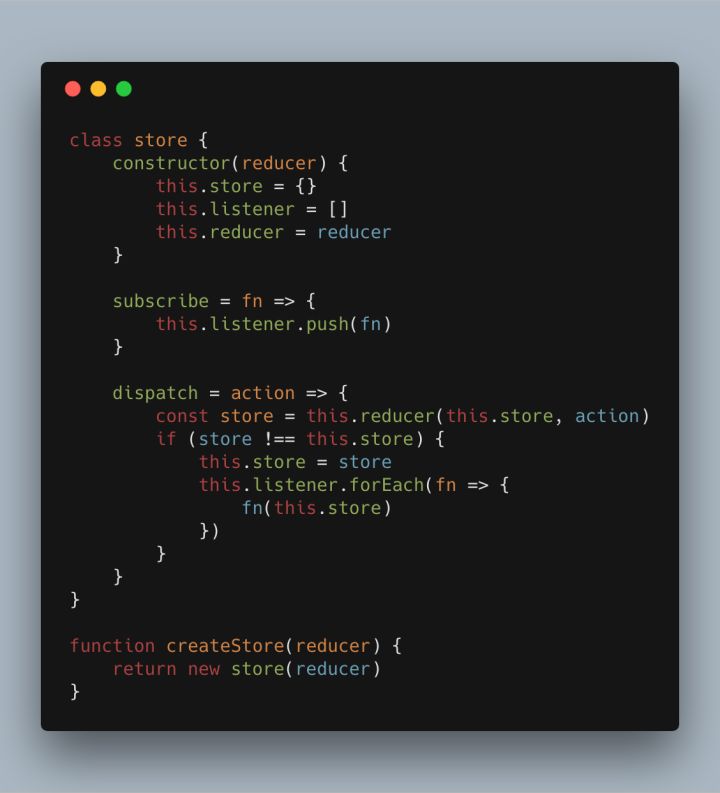 class store {
    constructor(reducer) {
        this.store = {}
        this.listener = []
        this.reducer = reducer
    }

    subscribe = fn => {
        this.listener.push(fn)
    }

    dispatch = action => {
        const store = this.reducer(this.store, action)
        if (store !== this.store) {
            this.store = store
            this.listener.forEach(fn => {
                fn(this.store)
            })
        }
    }
}

function createStore(reducer) {
    return new store(reducer)
}